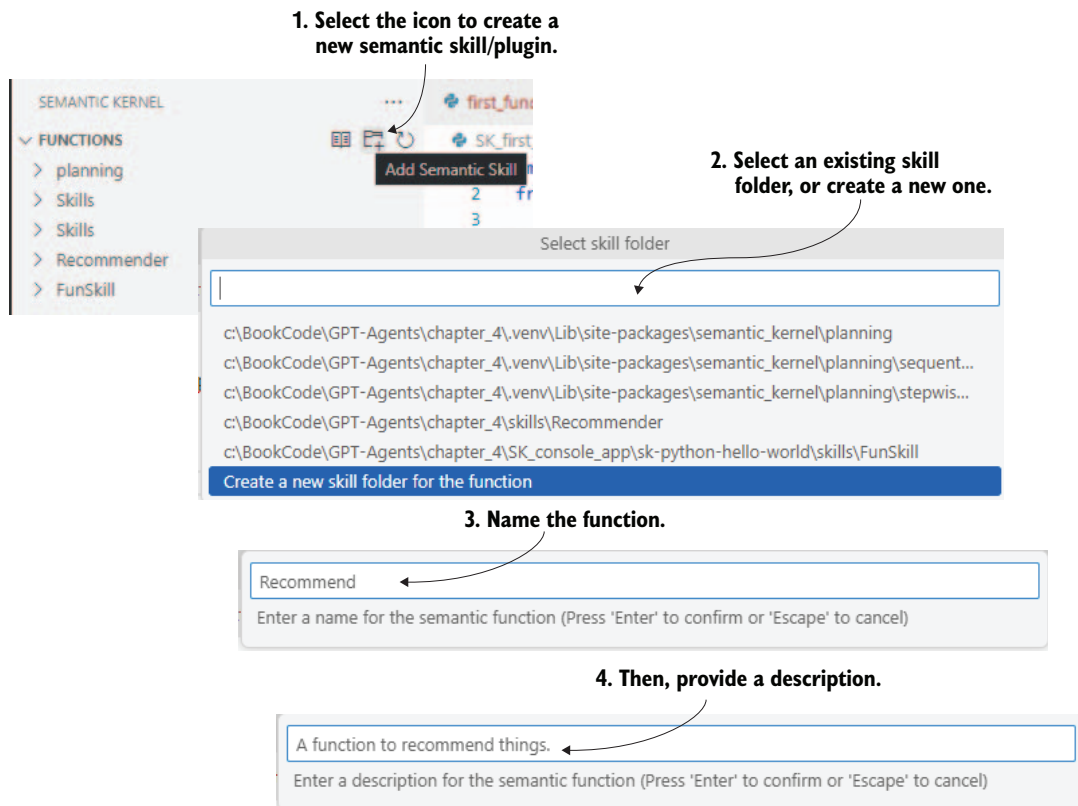 1. Select the icon to create a
new semantic skill/plugin.
SEMANTIC KERNEL
...
first_func
FUNCTIONS
SK_first_
planning
Add Semantic Skill
2 fr
Skills
3
Skills
Recommender
FunSkill
2. Select an existing skill
folder, or create a new one.
Select skill folder
c:\BookCode\GPT-Agents\chapter_4\.venv\Lib\site-packages\semantic_kernel\planning
c:\BookCode\GPT-Agents\chapter_4\.venv\Lib\site-packages\semantic_kernel\planning\sequent...
c:\BookCode\GPT-Agents\chapter_4\.venv\Lib\site-packages\semantic_kernel\planning\stepwis...
c:\BookCode\GPT-Agents\chapter_4\skills\Recommender
c:\BookCode\GPT-Agents\chapter_4\SK_console_app\sk-python-hello-world\skills\FunSkill
Create a new skill folder for the function
3. Name the function.
Recommend
Enter a name for the semantic function (Press 'Enter' to confirm or 'Escape' to cancel)
4. Then, provide a description.
A function to recommend things.
Enter a description for the semantic function (Press 'Enter' to confirm or 'Escape' to cancel)